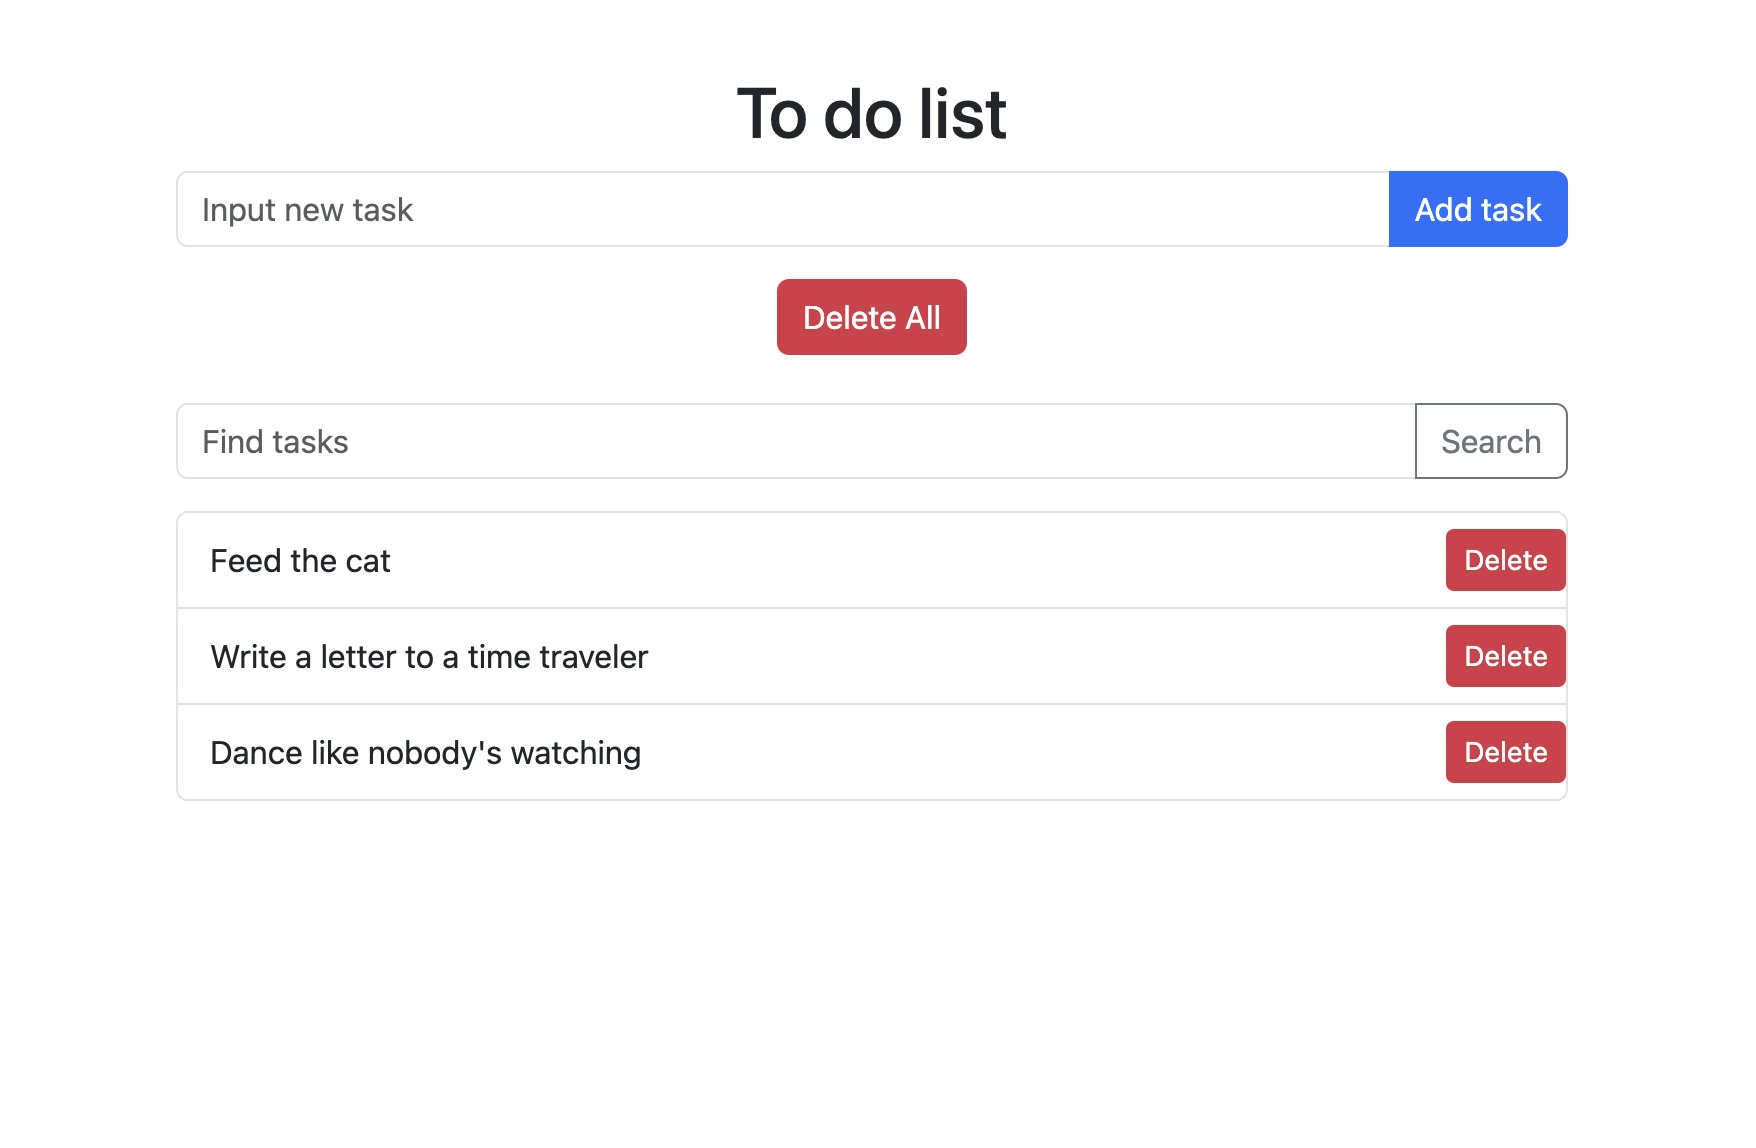 To do list
Input new task
Add task
Delete All
Find tasks
Search
Feed the cat
Delete
Write a letter to a time traveler
Delete
Dance like nobody's watching
Delete